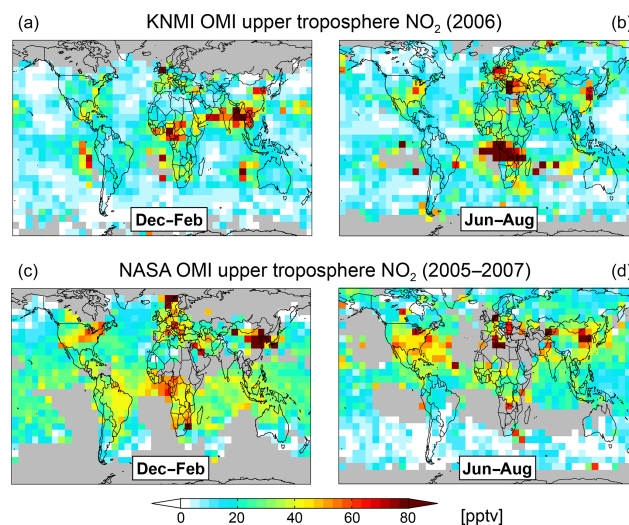 KNMI OMI upper troposphere NO₂ (2006)
(a) (b)
Dec–Feb Jun–Aug
NASA OMI upper troposphere NO₂ (2005–2007)
(c) (d)
Dec–Feb Jun–Aug
0 20 40 60 80 [pptv]